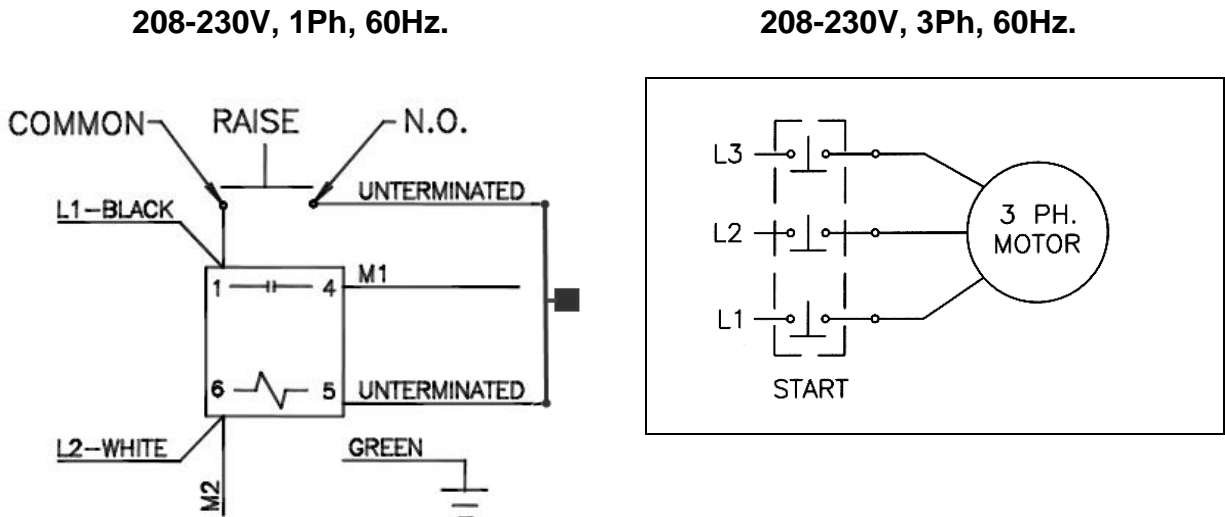 208-230V, 1Ph, 60Hz.
COMMON
RAISE
N.O.
UNTERMINATED
L1-BLACK
1
4
M1
6
5
UNTERMINATED
L2-WHITE
GREEN
M2
208-230V, 3Ph, 60Hz.
L3
L2
L1
3 PH.
MOTOR
START